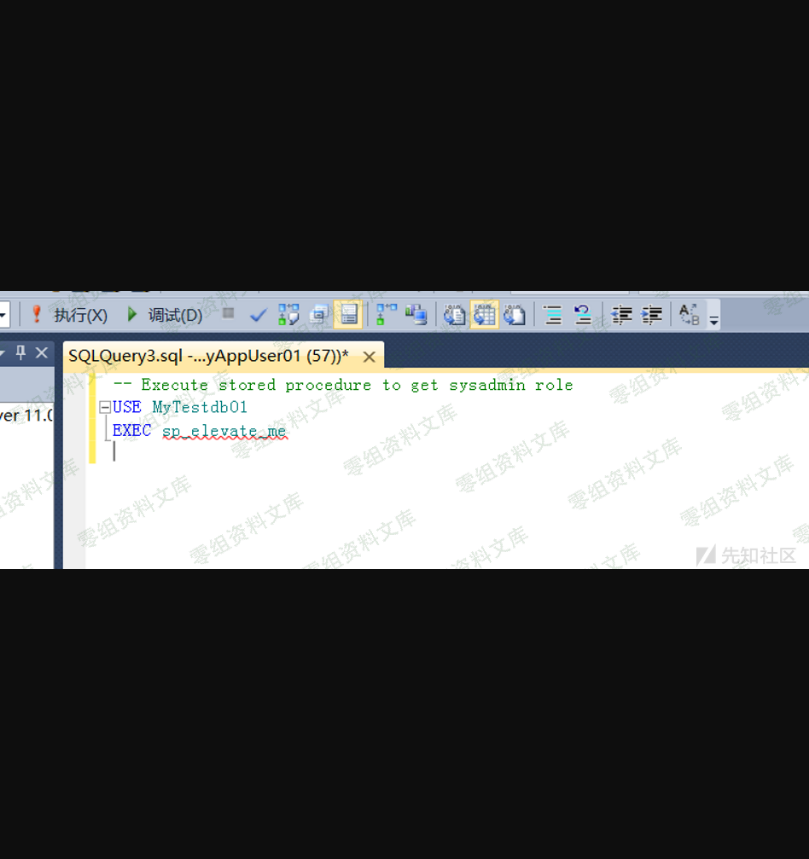 执行(X) 调试(D)
SQLQuery3.sql -...yAppUser01 (57))*
ver 11.0
-- Execute stored procedure to get sysadmin role
USE MyTestdb01
EXEC sp_elevate_me
零组资料文库
先知社区